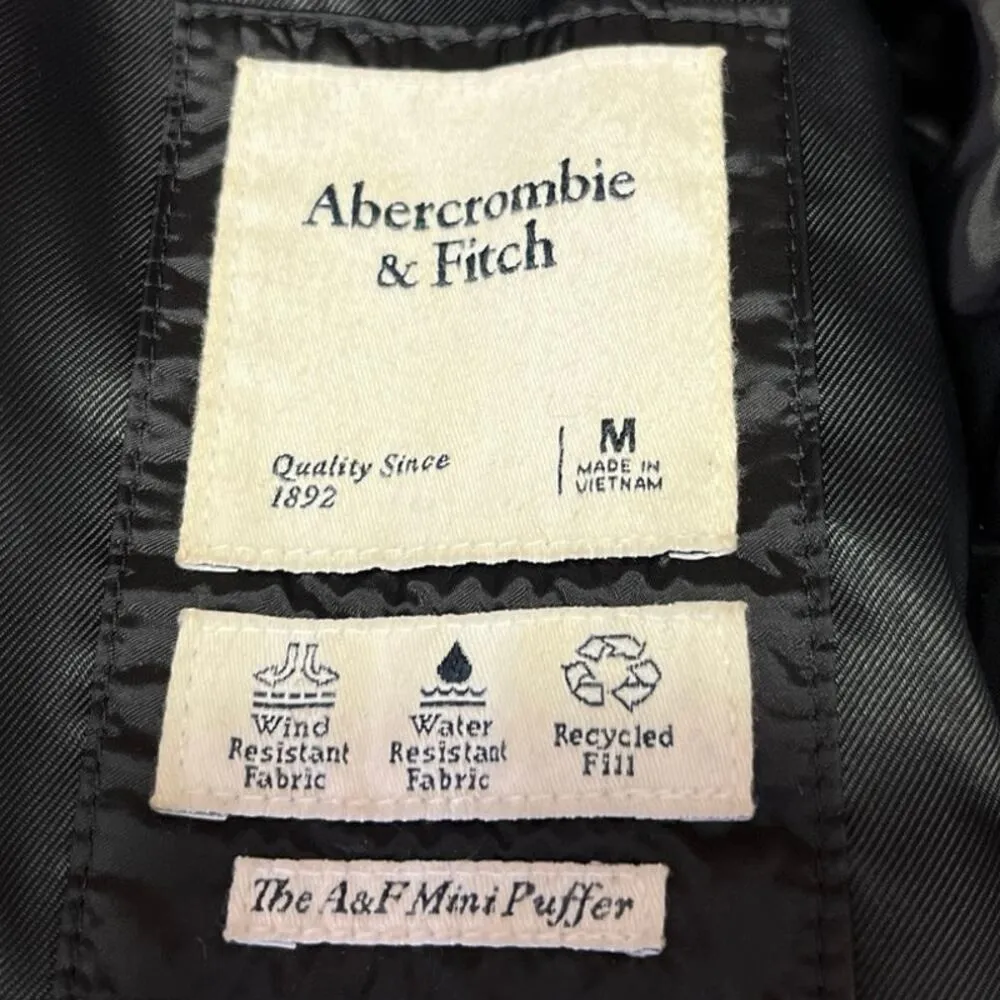 Abercrombie
& Fitch
Quality Since
1892
M
MADE IN
VIETNAM
Wind
Resistant
Fabric
Water
Resistant
Fabric
Recycled
Fill
The A&F Mini Puffer